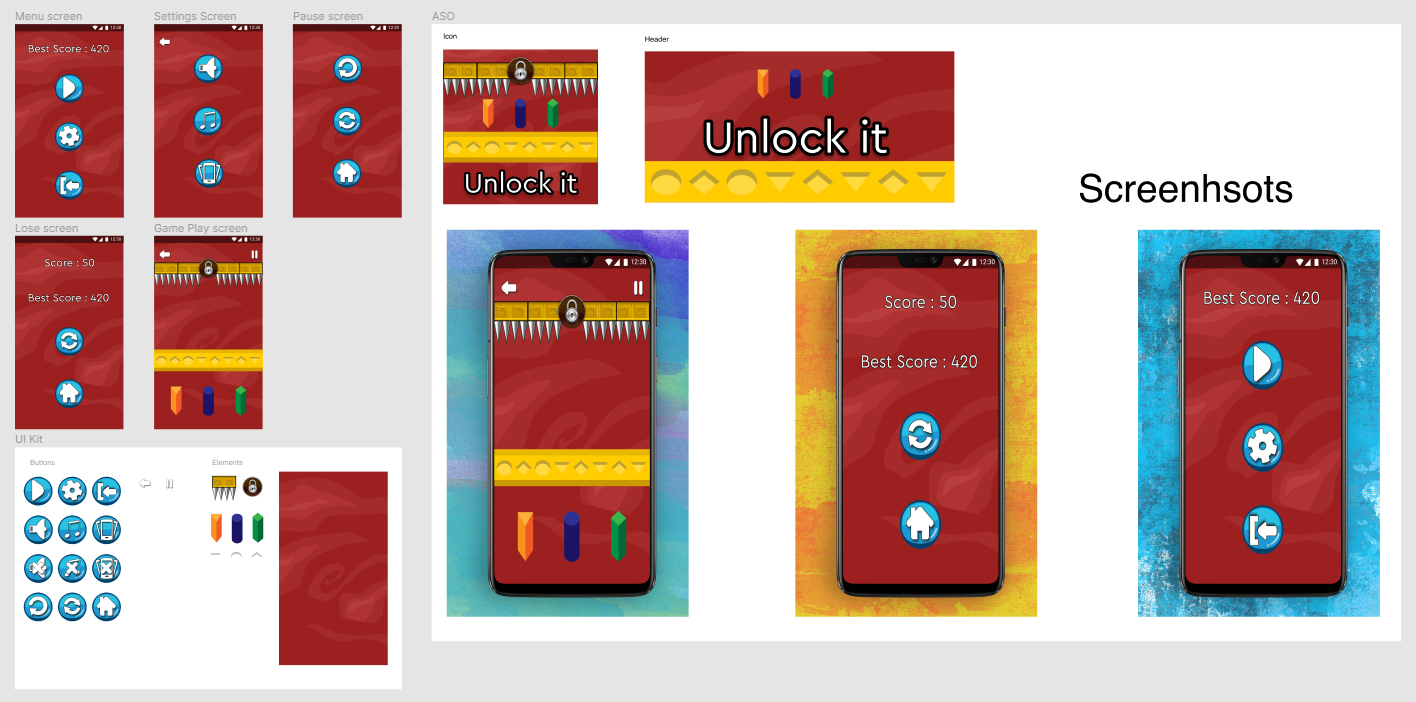 Menu screen
12:30
Best Score : 420
Settings Screen
12:30
Pause screen
12:30
Lose screen
12:30
Score : 50
Best Score : 420
Game Play screen
12:30
UI Kit
Buttons
Elements
ASO
Icon
Unlock it
Header
Unlock it
Screenhsots
12:30
12:30
Score : 50
Best Score : 420
12:30
Best Score : 420